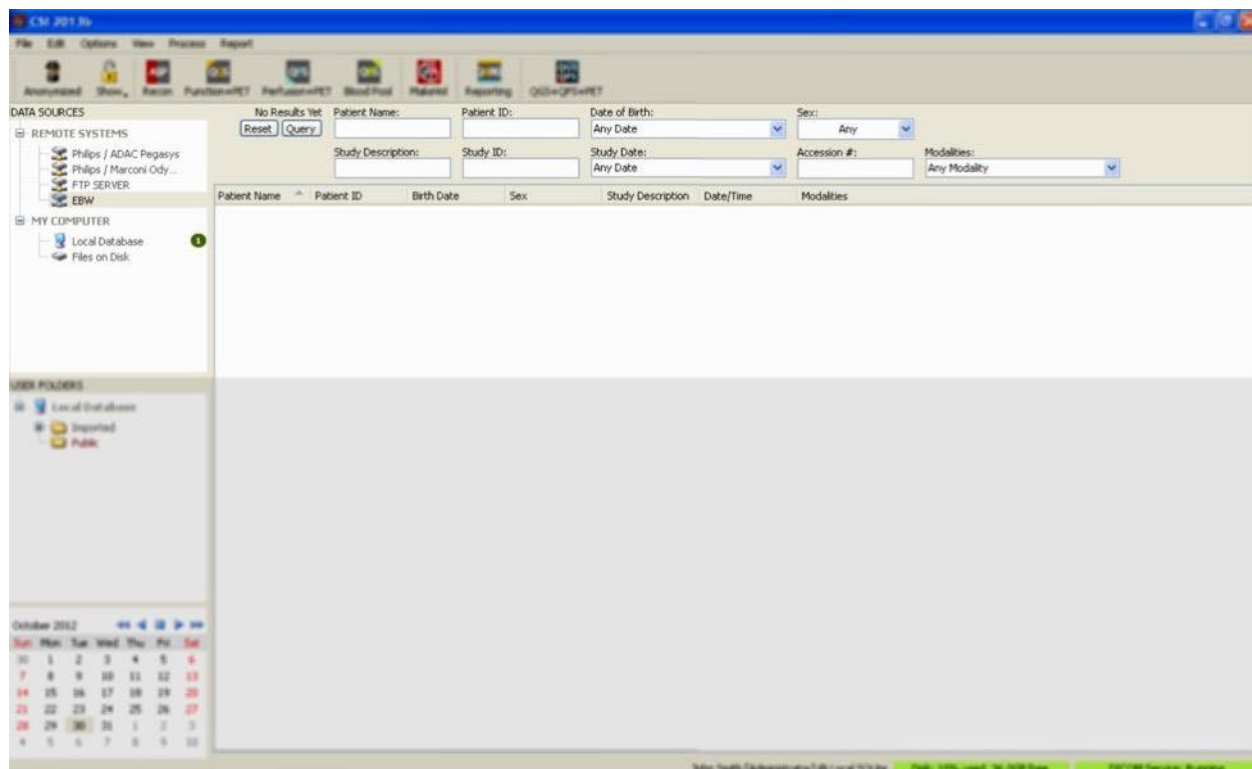 CSI 2013b
File Edit Options View Process Report
Anonymized Show... Recon Function+PET Perfusion+PET Blood Pool Reporting QGS+QPS+PET
DATA SOURCES
REMOTE SYSTEMS
Philips / ADAC Pegasys
Philips / Marconi Ody...
FTP SERVER
EBW
MY COMPUTER
Local Database 1
Files on Disk
No Results Yet Patient Name: Patient ID: Date of Birth: Sex:
Reset Query Any Date Any
Study Description: Study ID: Study Date: Accession #: Modalities:
Any Date Any Modality
Patient Name Patient ID Birth Date Sex Study Description Date/Time Modalities
USER FOLDERS
Local Database
Imported
Public
October 2012
Sun Mon Tue Wed Thu Fri Sat
30 1 2 3 4 5 6
7 8 9 10 11 12 13
14 15 16 17 18 19 20
21 22 23 24 25 26 27
28 29 30 31 1 2 3
4 5 6 7 8 9 10
DICOM Service: Running